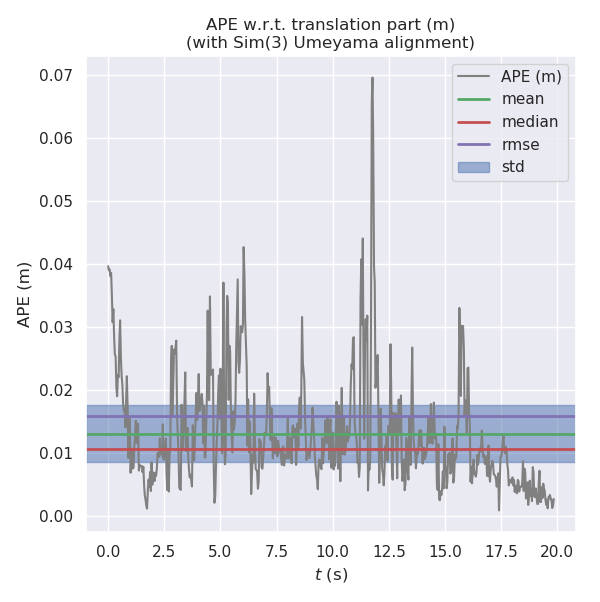 APE w.r.t. translation part (m)
(with Sim(3) Umeyama alignment)
APE (m)
mean
median
rmse
std
0.07
0.06
0.05
0.04
0.03
0.02
0.01
0.00
APE (m)
0.0 2.5 5.0 7.5 10.0 12.5 15.0 17.5 20.0
t (s)